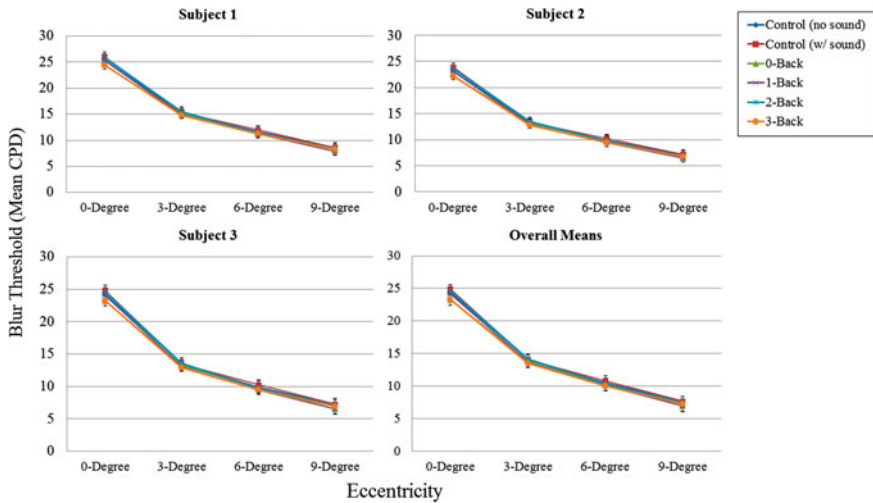 Subject 1
30
25
20
15
10
5
0
0-Degree 3-Degree 6-Degree 9-Degree
Subject 2
30
25
20
15
10
5
0
0-Degree 3-Degree 6-Degree 9-Degree
Control (no sound)
Control (w/ sound)
0-Back
1-Back
2-Back
3-Back
Blur Threshold (Mean CPD)
Subject 3
30
25
20
15
10
5
0
0-Degree 3-Degree 6-Degree 9-Degree
Overall Means
30
25
20
15
10
5
0
0-Degree 3-Degree 6-Degree 9-Degree
Eccentricity